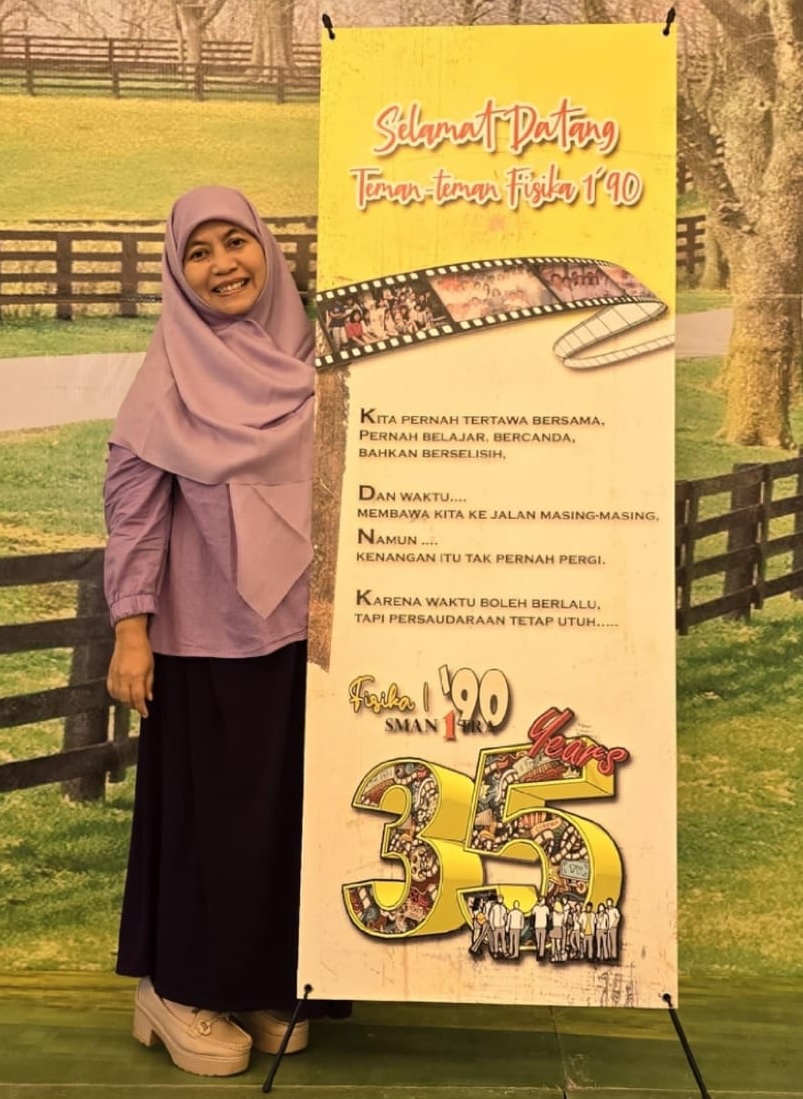 Selamat Datang
Teman-teman Fisika 1'90
KITA PERNAH TERTAWA BERSAMA,
PERNAH BELAJAR, BERCANDA,
BAHKAN BERSELISIH,
DAN WAKTU....
MEMBAWA KITA KE JALAN MASING-MASING,
NAMUN ....
KENANGAN ITU TAK PERNAH PERGI.
KARENA WAKTU BOLEH BERLALU,
TAPI PERSAUDARAAN TETAP UTUH.....
Fisika 1 '90
SMAN 1 TRA
35 Years